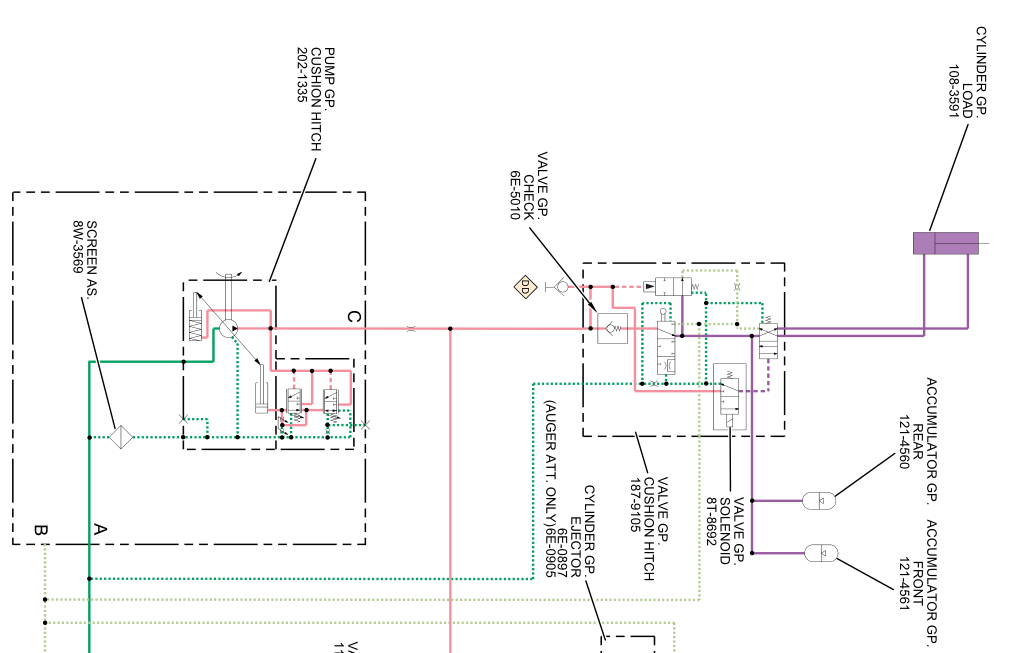 CYLINDER GP.
LOAD
108-3591
PUMP GP.
CUSHION HITCH
202-1335
VALVE GP.
CHECK
6E-5010
SCREEN AS.
8W-3569
C
DD
ACCUMULATOR GP.
REAR
121-4560
ACCUMULATOR GP.
FRONT
121-4561
VALVE GP.
SOLENOID
8T-8692
VALVE GP.
CUSHION HITCH
187-9105
CYLINDER GP.
EJECTOR
6E-0897
(AUGER ATT. ONLY)6E-0905
A
B
VA
11